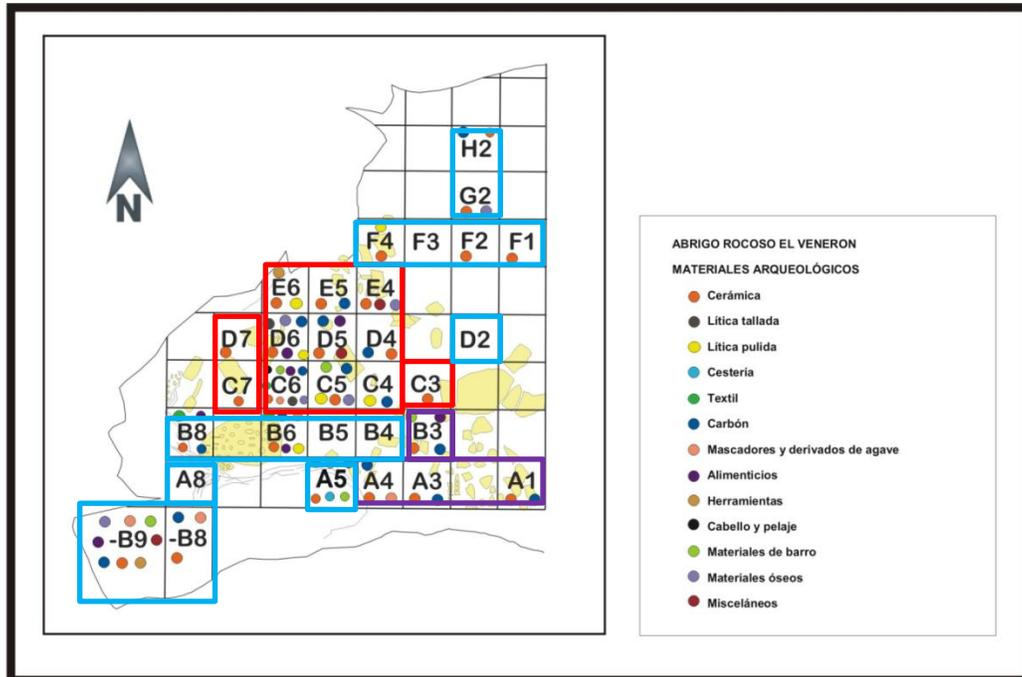 H2
G2
F4 F3 F2 F1
E6 E5 E4
D7 D6 D5 D4 D2
C7 C6 C5 C4 C3
B8 B6 B5 B4 B3
A8 A5 A4 A3 A1
-B9 -B8
N
ABRIGO ROCOSO EL VENERON
MATERIALES ARQUEOLÓGICOS
Cerámica
Lítica tallada
Lítica pulida
Cestería
Textil
Carbón
Mascadores y derivados de agave
Alimenticios
Herramientas
Cabello y pelaje
Materiales de barro
Materiales óseos
Misceláneos